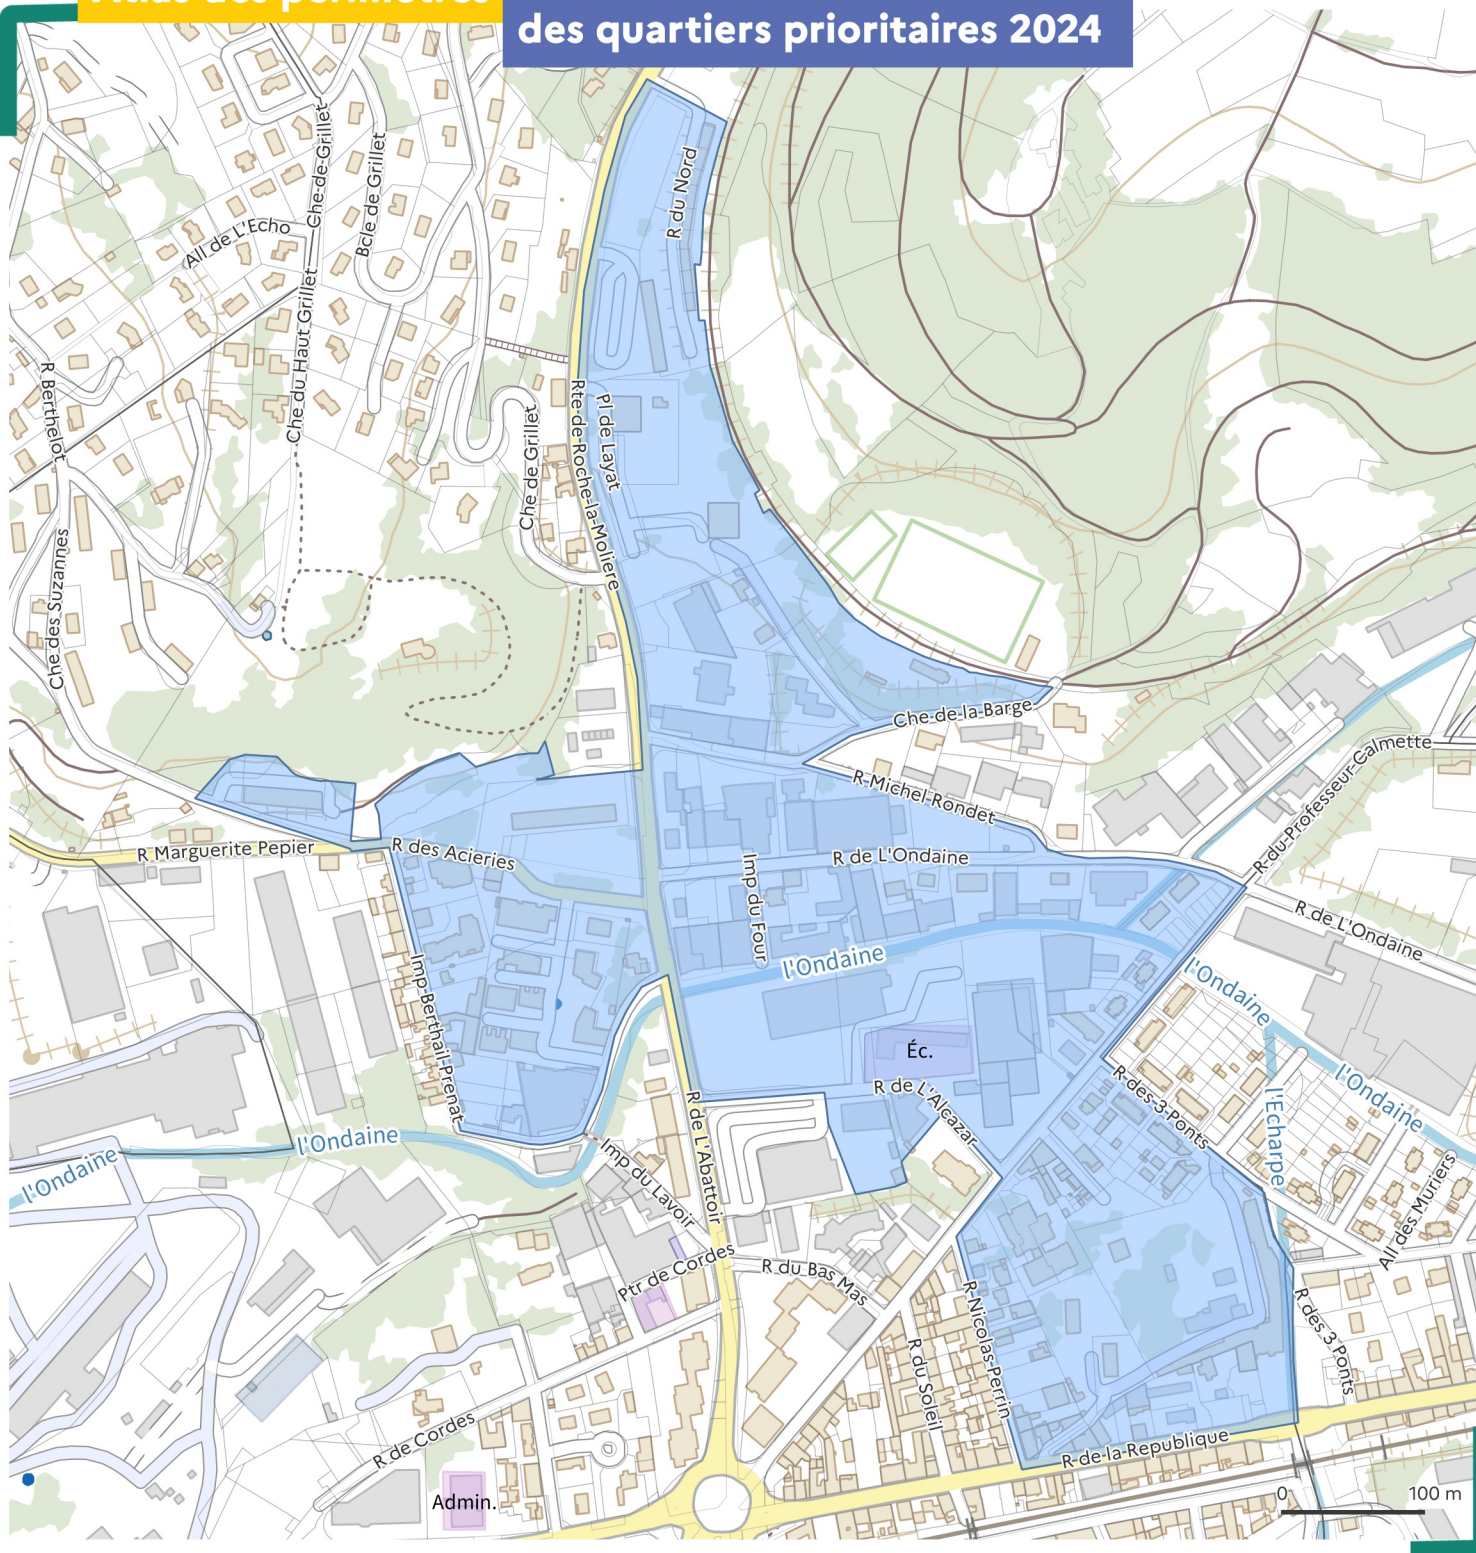 Atlas des périmètres
des quartiers prioritaires 2024
Che-de-Grillet
Bcle de Grillet
All de L'Echo
R du Nord
Che du Haut Grillet
R Berthelot
Rte-de-Roche-la-Moliere
Pl de Layat
Che de Grillet
Che des Suzannes
Che de la Barge
R Michel-Rondet
R-du-Professeur-Calmette
R Marguerite Pepier
R des Acieries
R de L'Ondaine
R de L'Ondaine
Imp du Four
l'Ondaine
l'Ondaine
Imp-Berthail-Prenat
Éc.
R de L'Alcazar
R des-3-Ponts
l'Echarpe
l'Ondaine
l'Ondaine
l'Ondaine
R de L'Abattoir
Imp du Lavoir
All des Muriers
Ptr de Cordes
R du Bas Mas
R Nicolas-Perrin
R des 3 Ponts
R du Soleil
R de Cordes
R de la Republique
Admin.
0 100 m